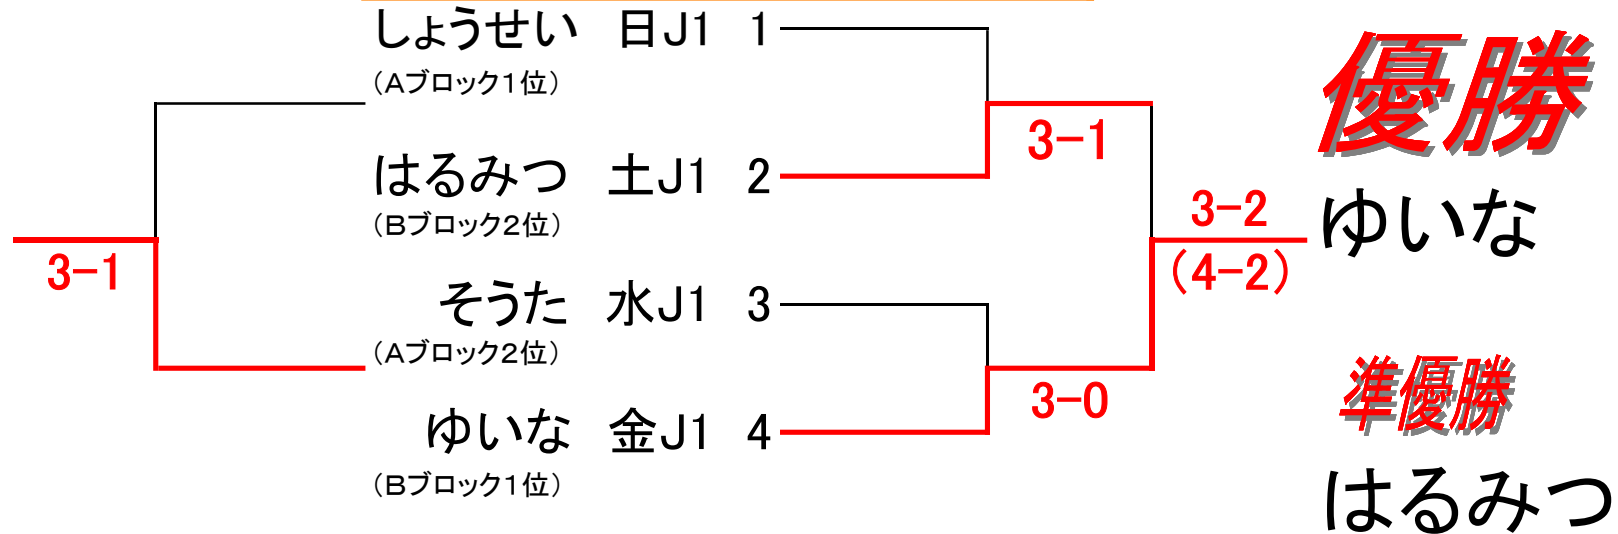 しょうせい 日J1 1
(Aブロック1位)
はるみつ 土J1 2
(Bブロック2位)
そうた 水J1 3
(Aブロック2位)
ゆいな 金J1 4
(Bブロック1位)
3-1
3-1
3-0
3-2
(4-2)
優勝
ゆいな
準優勝
はるみつ